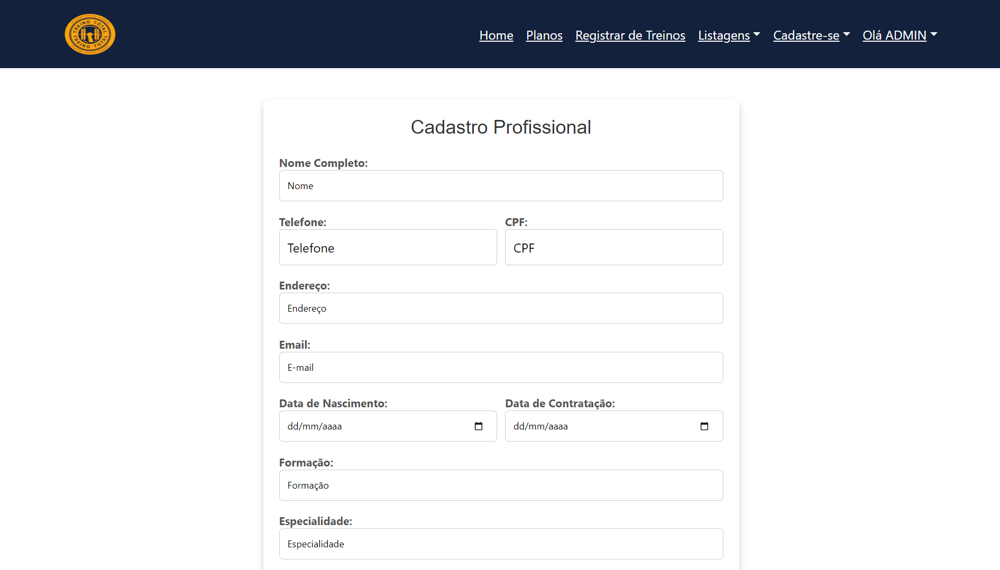 TREINO TOTAL
TREINO TOTAL
Home Planos Registrar de Treinos Listagens Cadastre-se Olá ADMIN
Cadastro Profissional
Nome Completo:
Nome
Telefone: CPF:
Telefone CPF
Endereço:
Endereço
Email:
E-mail
Data de Nascimento: Data de Contratação:
dd/mm/aaaa dd/mm/aaaa
Formação:
Formação
Especialidade:
Especialidade